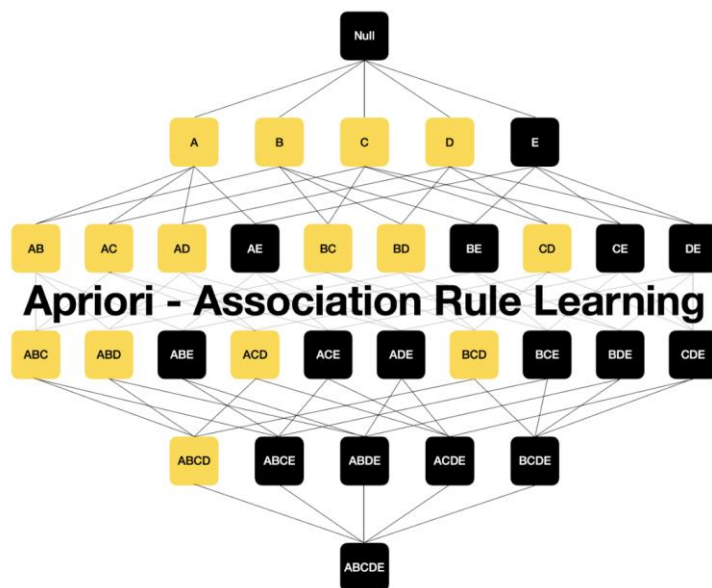 Null
A B C D E
AB AC AD AE BC BD BE CD CE DE
Apriori - Association Rule Learning
ABC ABD ABE ACD ACE ADE BCD BCE BDE CDE
ABCD ABCE ABDE ACDE BCDE
ABCDE